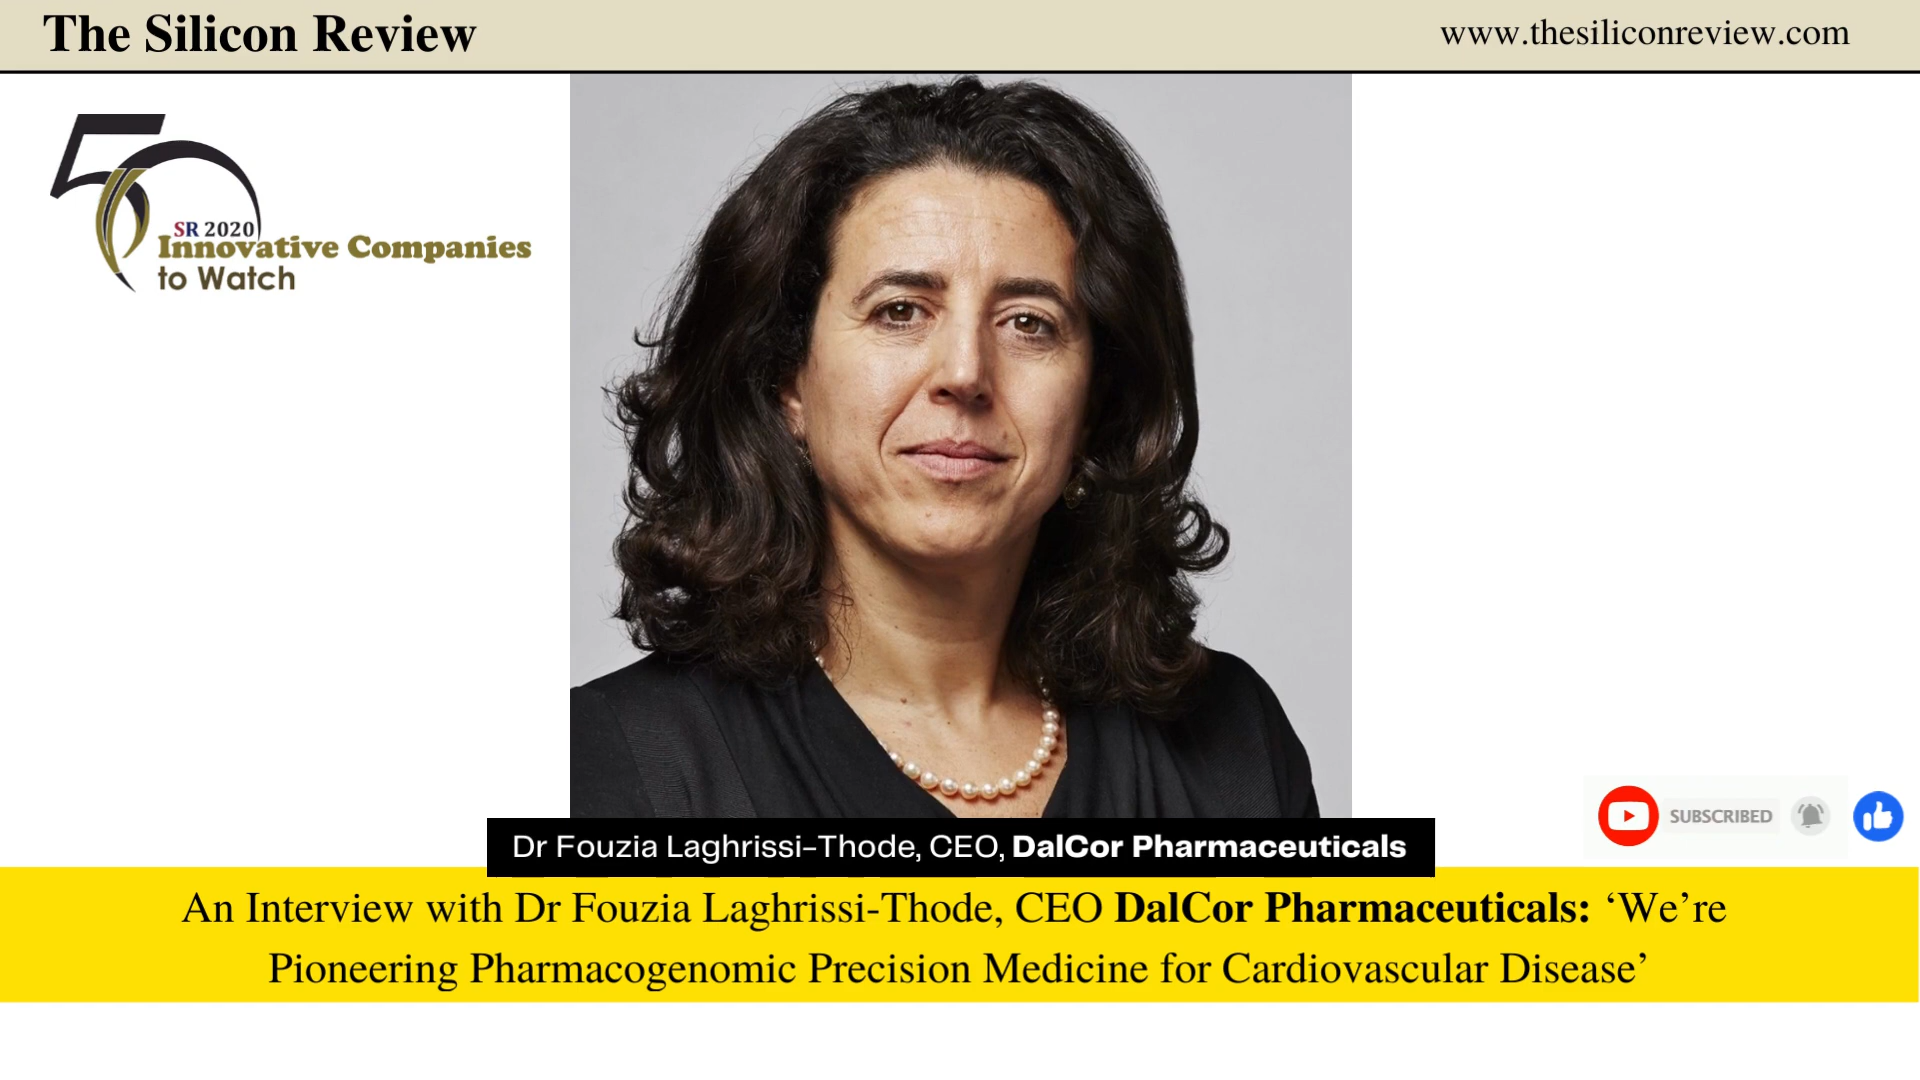 The Silicon Review
www.thesiliconreview.com
50
SR 2020
Innovative Companies
to Watch
SUBSCRIBED
Dr Fouzia Laghrissi-Thode, CEO, DalCor Pharmaceuticals
An Interview with Dr Fouzia Laghrissi-Thode, CEO DalCor Pharmaceuticals: ‘We’re
Pioneering Pharmacogenomic Precision Medicine for Cardiovascular Disease’